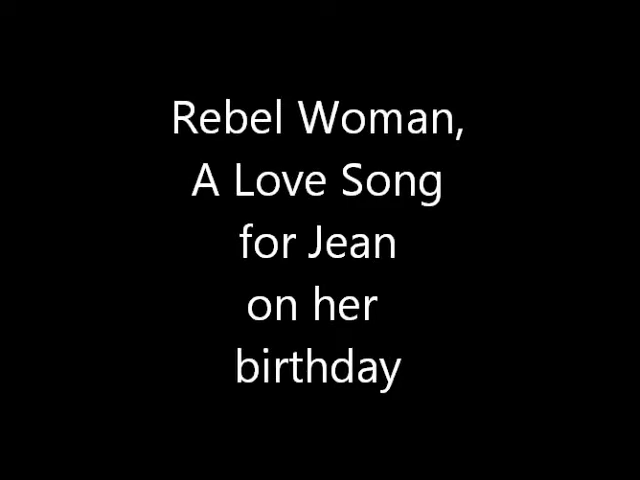 Rebel Woman,
A Love Song
for Jean
on her
birthday